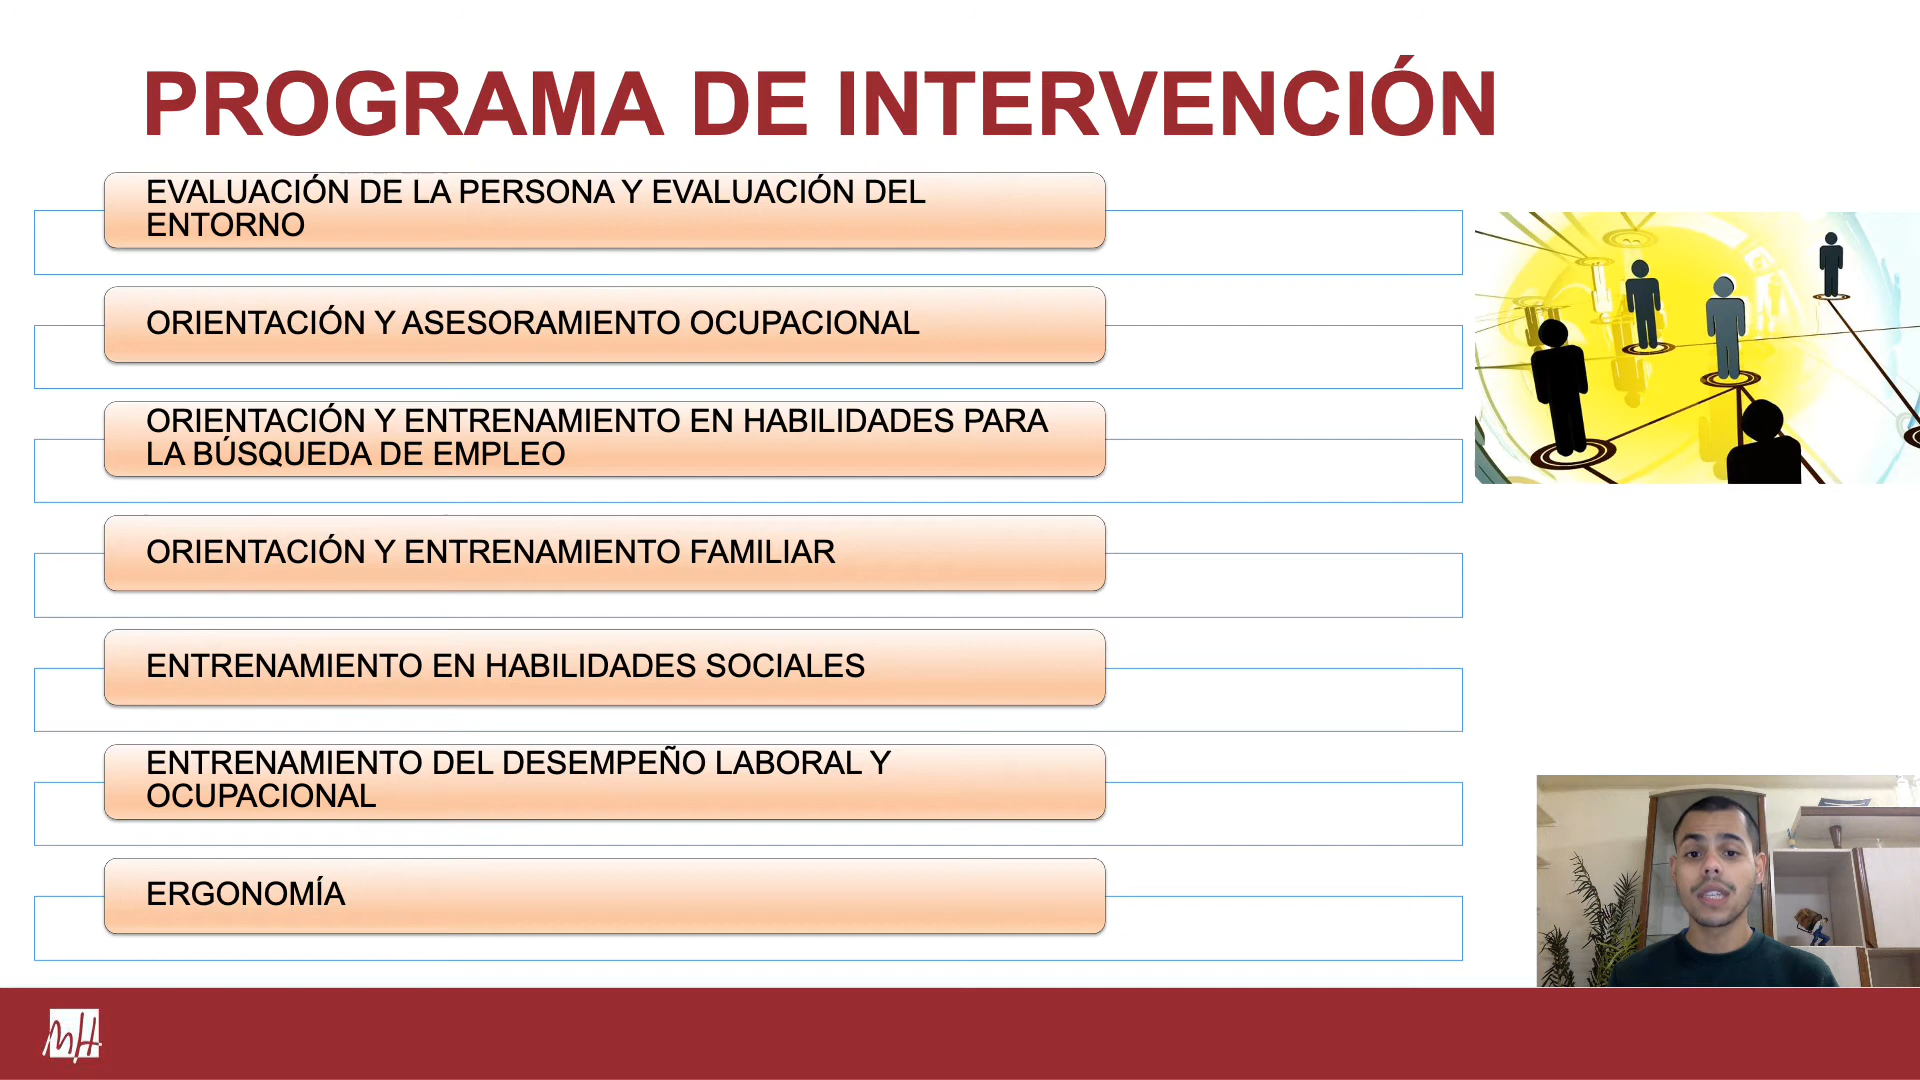 PROGRAMA DE INTERVENCIÓN
EVALUACIÓN DE LA PERSONA Y EVALUACIÓN DEL
ENTORNO
ORIENTACIÓN Y ASESORAMIENTO OCUPACIONAL
ORIENTACIÓN Y ENTRENAMIENTO EN HABILIDADES PARA
LA BÚSQUEDA DE EMPLEO
ORIENTACIÓN Y ENTRENAMIENTO FAMILIAR
ENTRENAMIENTO EN HABILIDADES SOCIALES
ENTRENAMIENTO DEL DESEMPEÑO LABORAL Y
OCUPACIONAL
ERGONOMÍA
MH